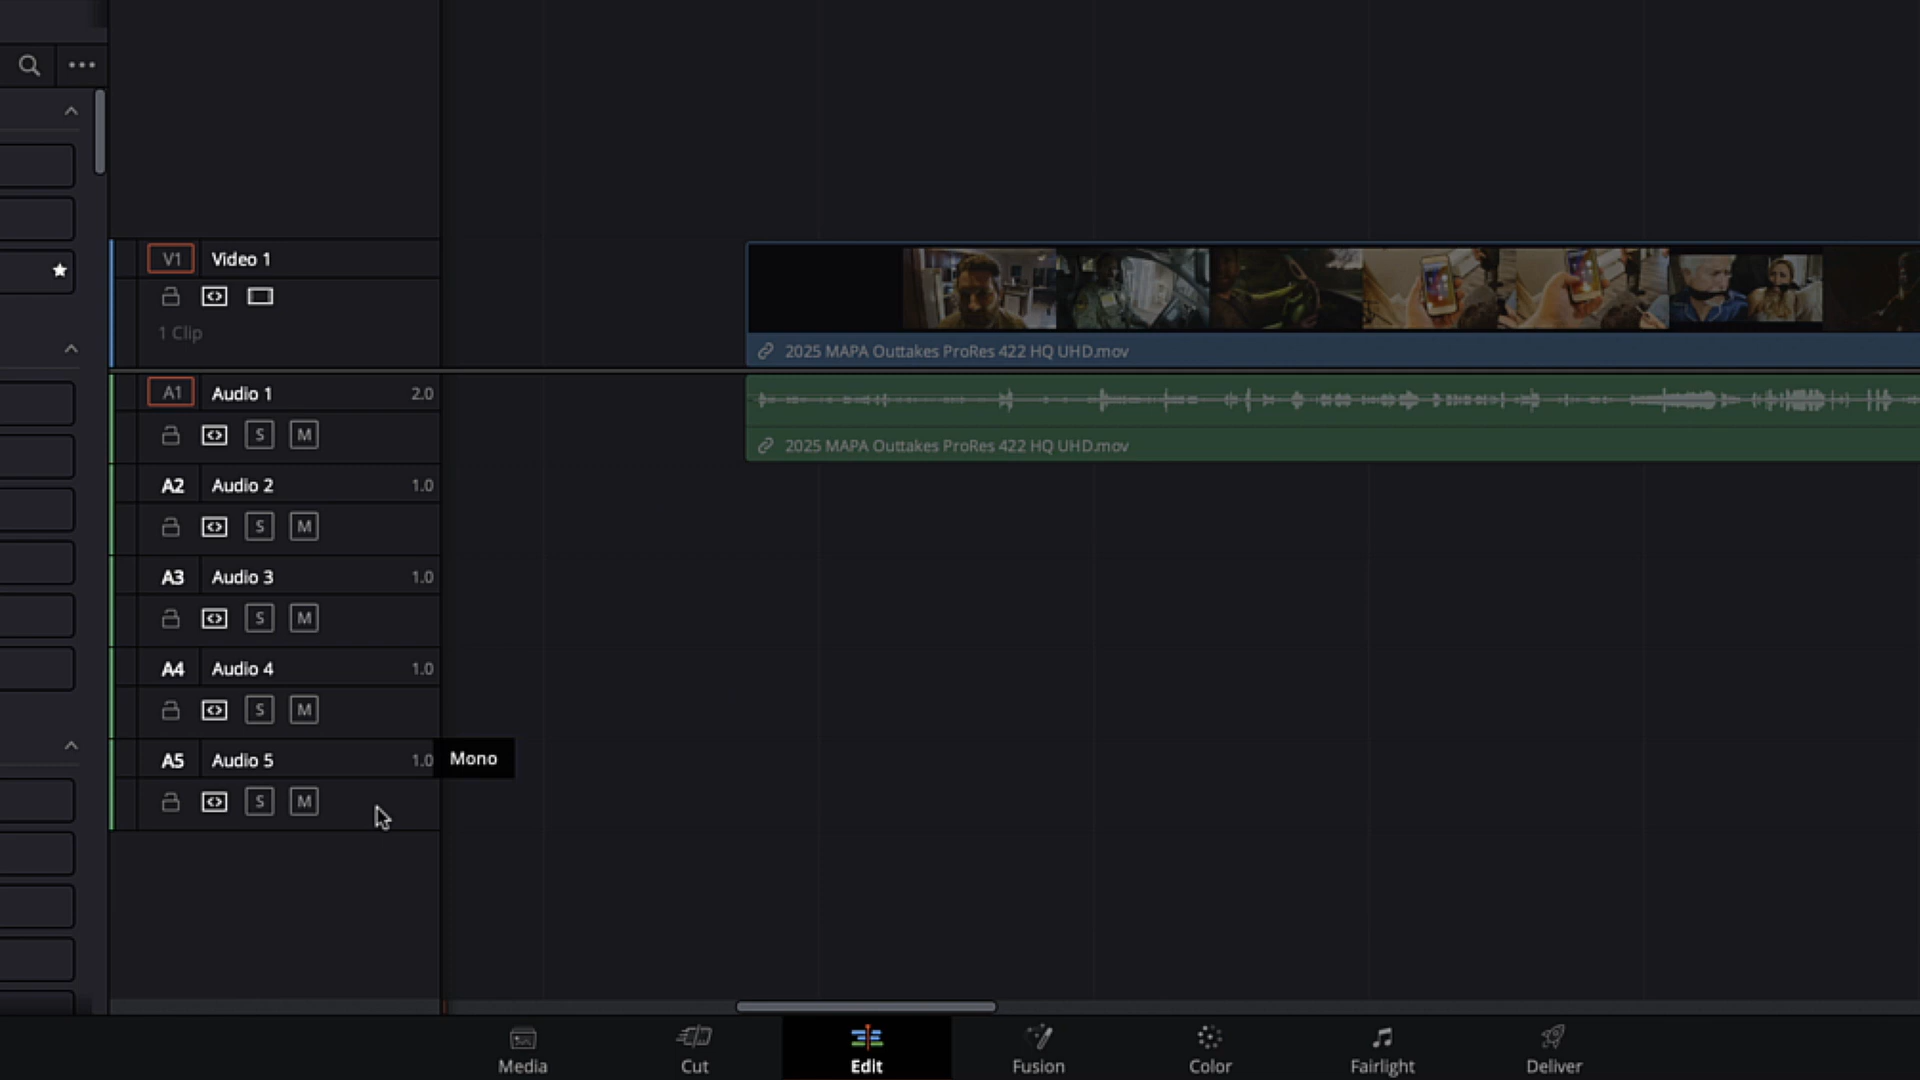 V1 Video 1
1 Clip
2025 MAPA Outtakes ProRes 422 HQ UHD.mov
A1 Audio 1 2.0
S M
2025 MAPA Outtakes ProRes 422 HQ UHD.mov
A2 Audio 2 1.0
S M
A3 Audio 3 1.0
S M
A4 Audio 4 1.0
S M
A5 Audio 5 1.0 Mono
S M
Media Cut Edit Fusion Color Fairlight Deliver